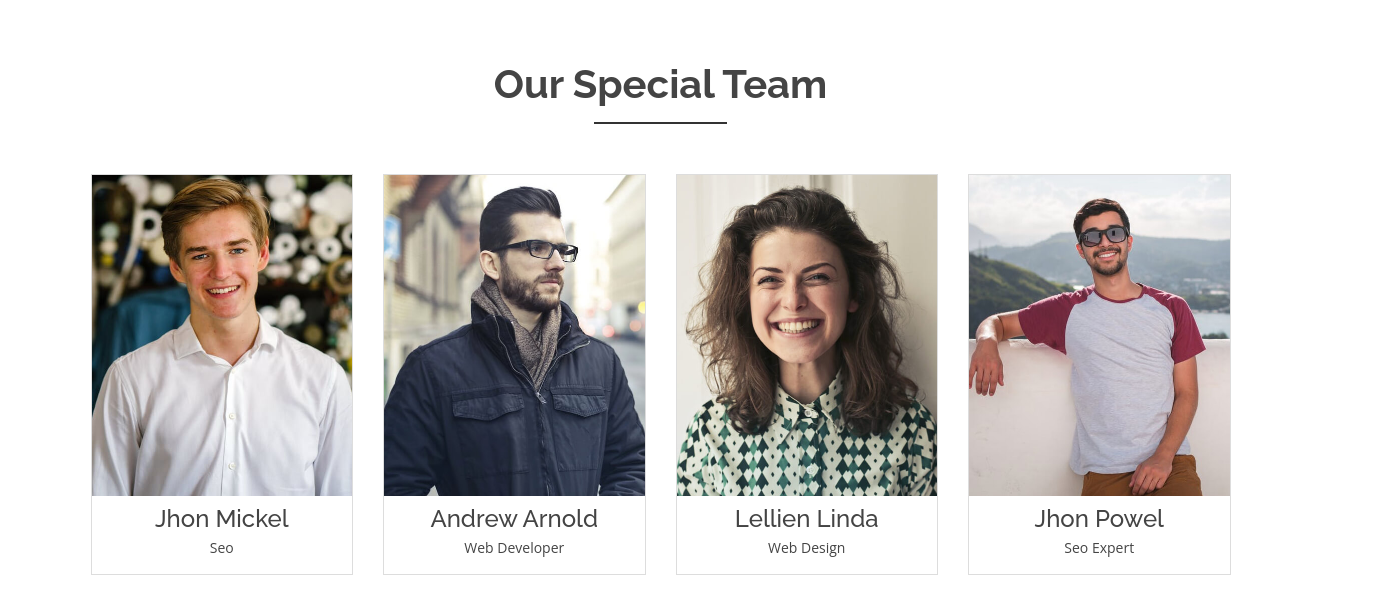 Our Special Team
Jhon Mickel
Seo
Andrew Arnold
Web Developer
Lellien Linda
Web Design
Jhon Powel
Seo Expert